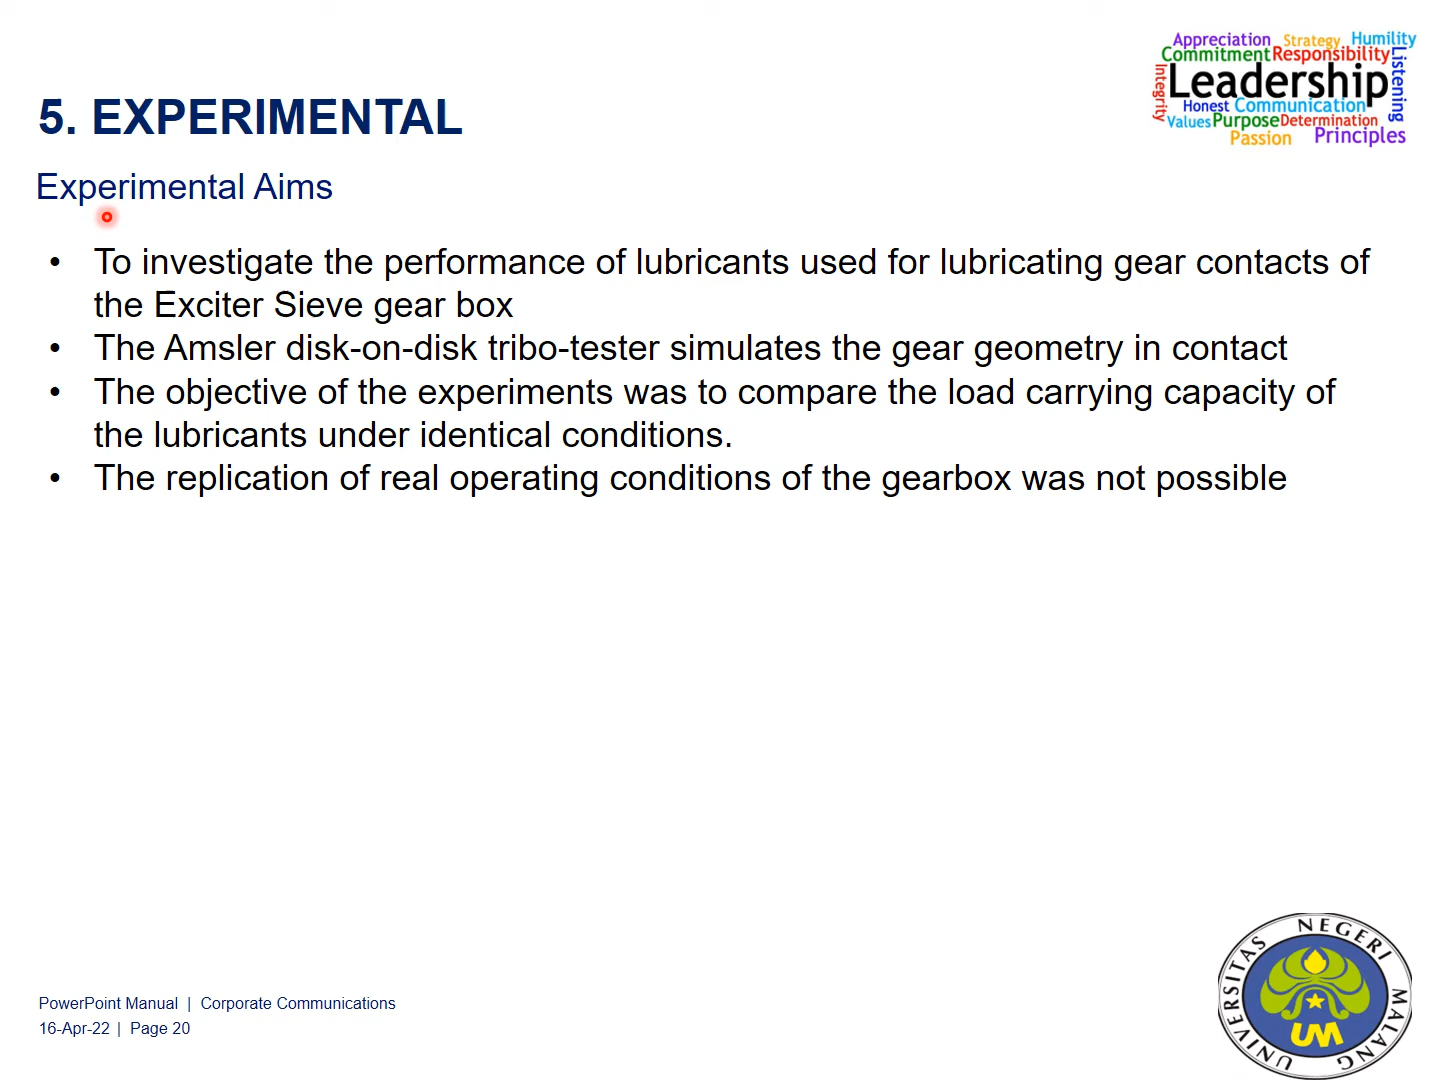 Appreciation Strategy Humility
Commitment Responsibility
Integrity Leadership Listening
Honest Communication
Values Purpose Determination
Passion Principles
5. EXPERIMENTAL
Experimental Aims
• To investigate the performance of lubricants used for lubricating gear contacts of
the Exciter Sieve gear box
• The Amsler disk-on-disk tribo-tester simulates the gear geometry in contact
• The objective of the experiments was to compare the load carrying capacity of
the lubricants under identical conditions.
• The replication of real operating conditions of the gearbox was not possible
PowerPoint Manual | Corporate Communications
16-Apr-22 | Page 20
UNIVERSITAS NEGERI MALANG
UM